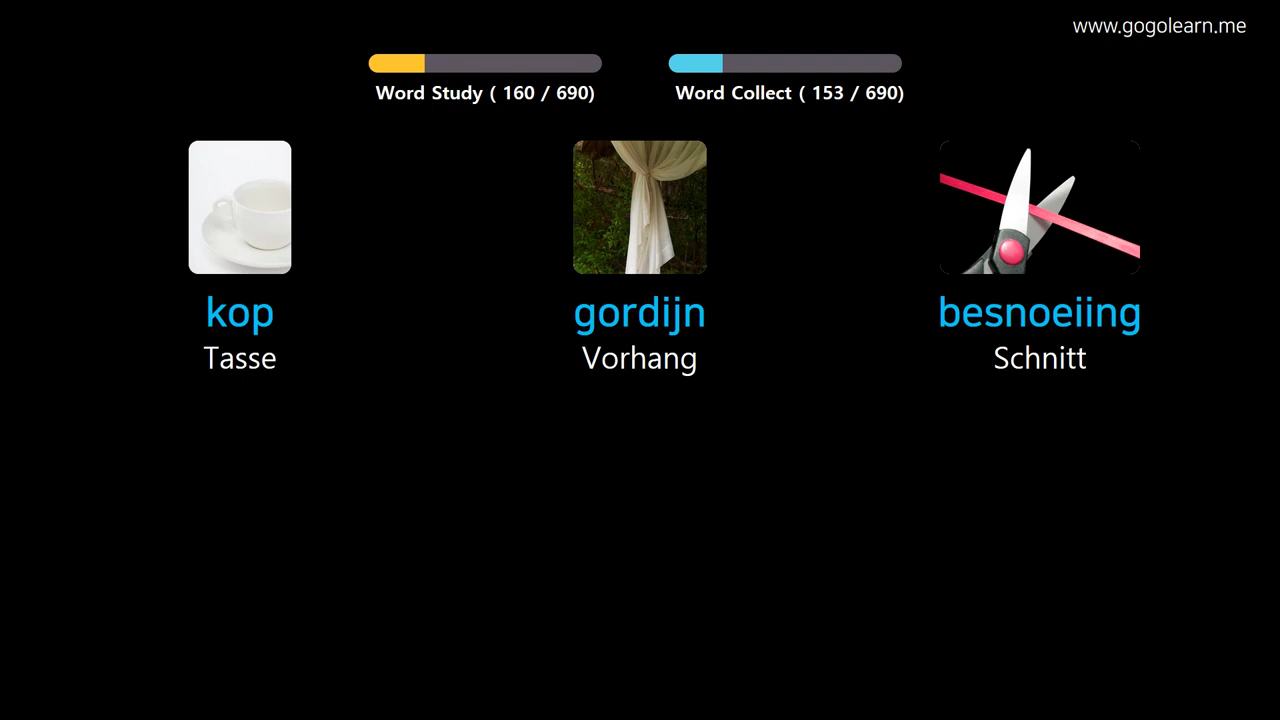 www.gogolearn.me
Word Study ( 160 / 690)
Word Collect ( 153 / 690)
kop
gordijn
besnoeiing
Tasse
Vorhang
Schnitt